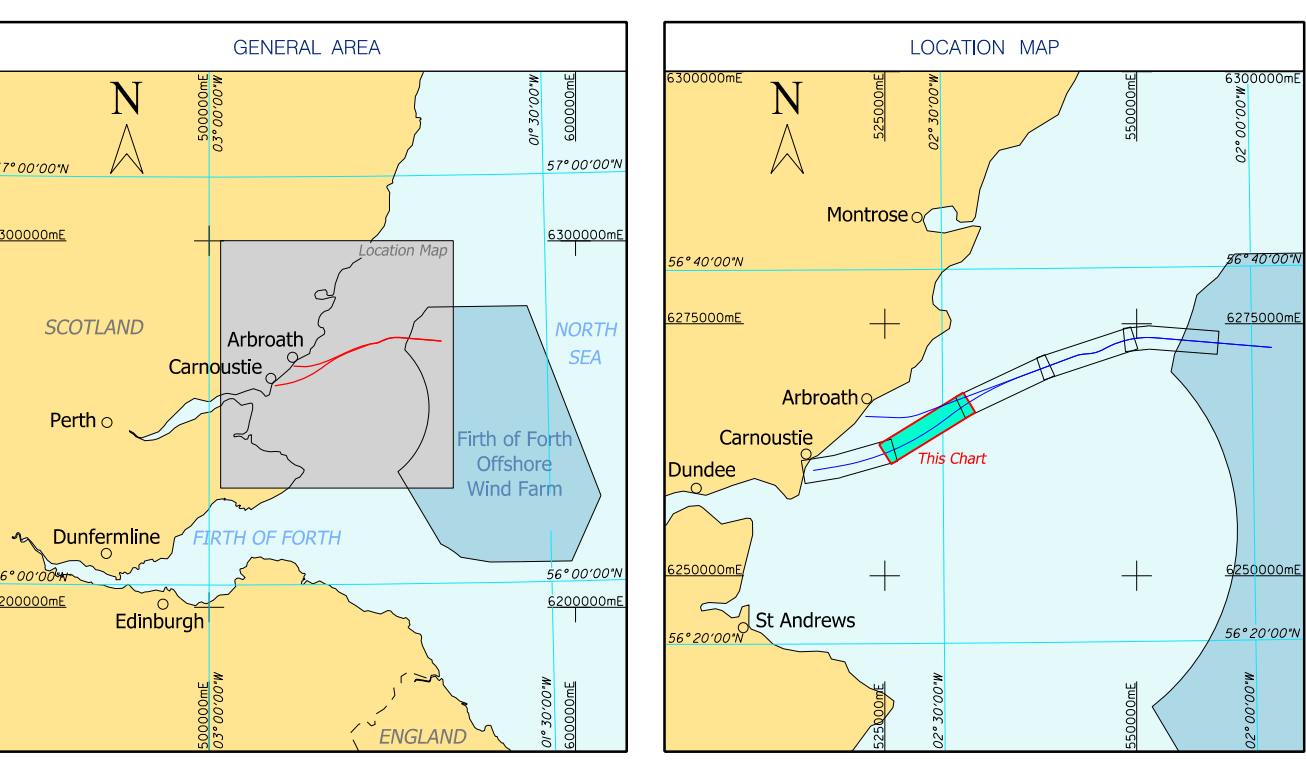 GENERAL AREA
N
500000mE
03° 00'00"W
01° 30'00"W
600000mE
7° 00'00"N
57° 00'00"N
300000mE
6300000mE
Location Map
SCOTLAND
NORTH
SEA
Arbroath
Carnoustie
Perth
Firth of Forth
Offshore
Wind Farm
Dunfermline
FIRTH OF FORTH
6° 00'00"N
56° 00'00"N
200000mE
6200000mE
Edinburgh
500000mE
03° 00'00"W
01° 30'00"W
600000mE
ENGLAND
LOCATION MAP
6300000mE
6300000mE
N
525000mE
02° 30'00"W
550000mE
02° 00'00"W
Montrose
56° 40'00"N
56° 40'00"N
6275000mE
6275000mE
Arbroath
Carnoustie
This Chart
Dundee
6250000mE
6250000mE
St Andrews
56° 20'00"N
56° 20'00"N
525000mE
02° 30'00"W
550000mE
02° 00'00"W